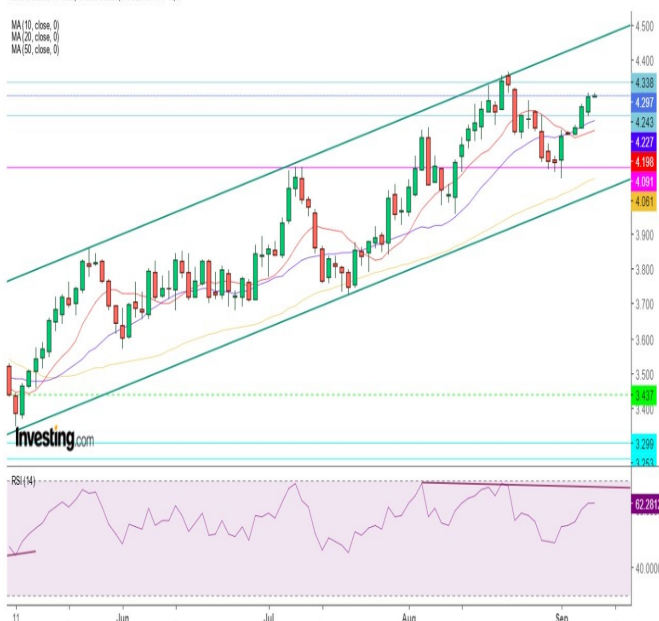 MA (10, close, 0)
MA (20, close, 0)
MA (50, close, 0)
4.500
4.400
4.338
4.297
4.243
4.227
4.198
4.091
4.061
3.900
3.800
3.700
3.600
3.500
3.437
3.400
3.299
3.253
Investing.com
RSI (14)
62.281
40.0000
11
Jun
Jul
Aug
Sep